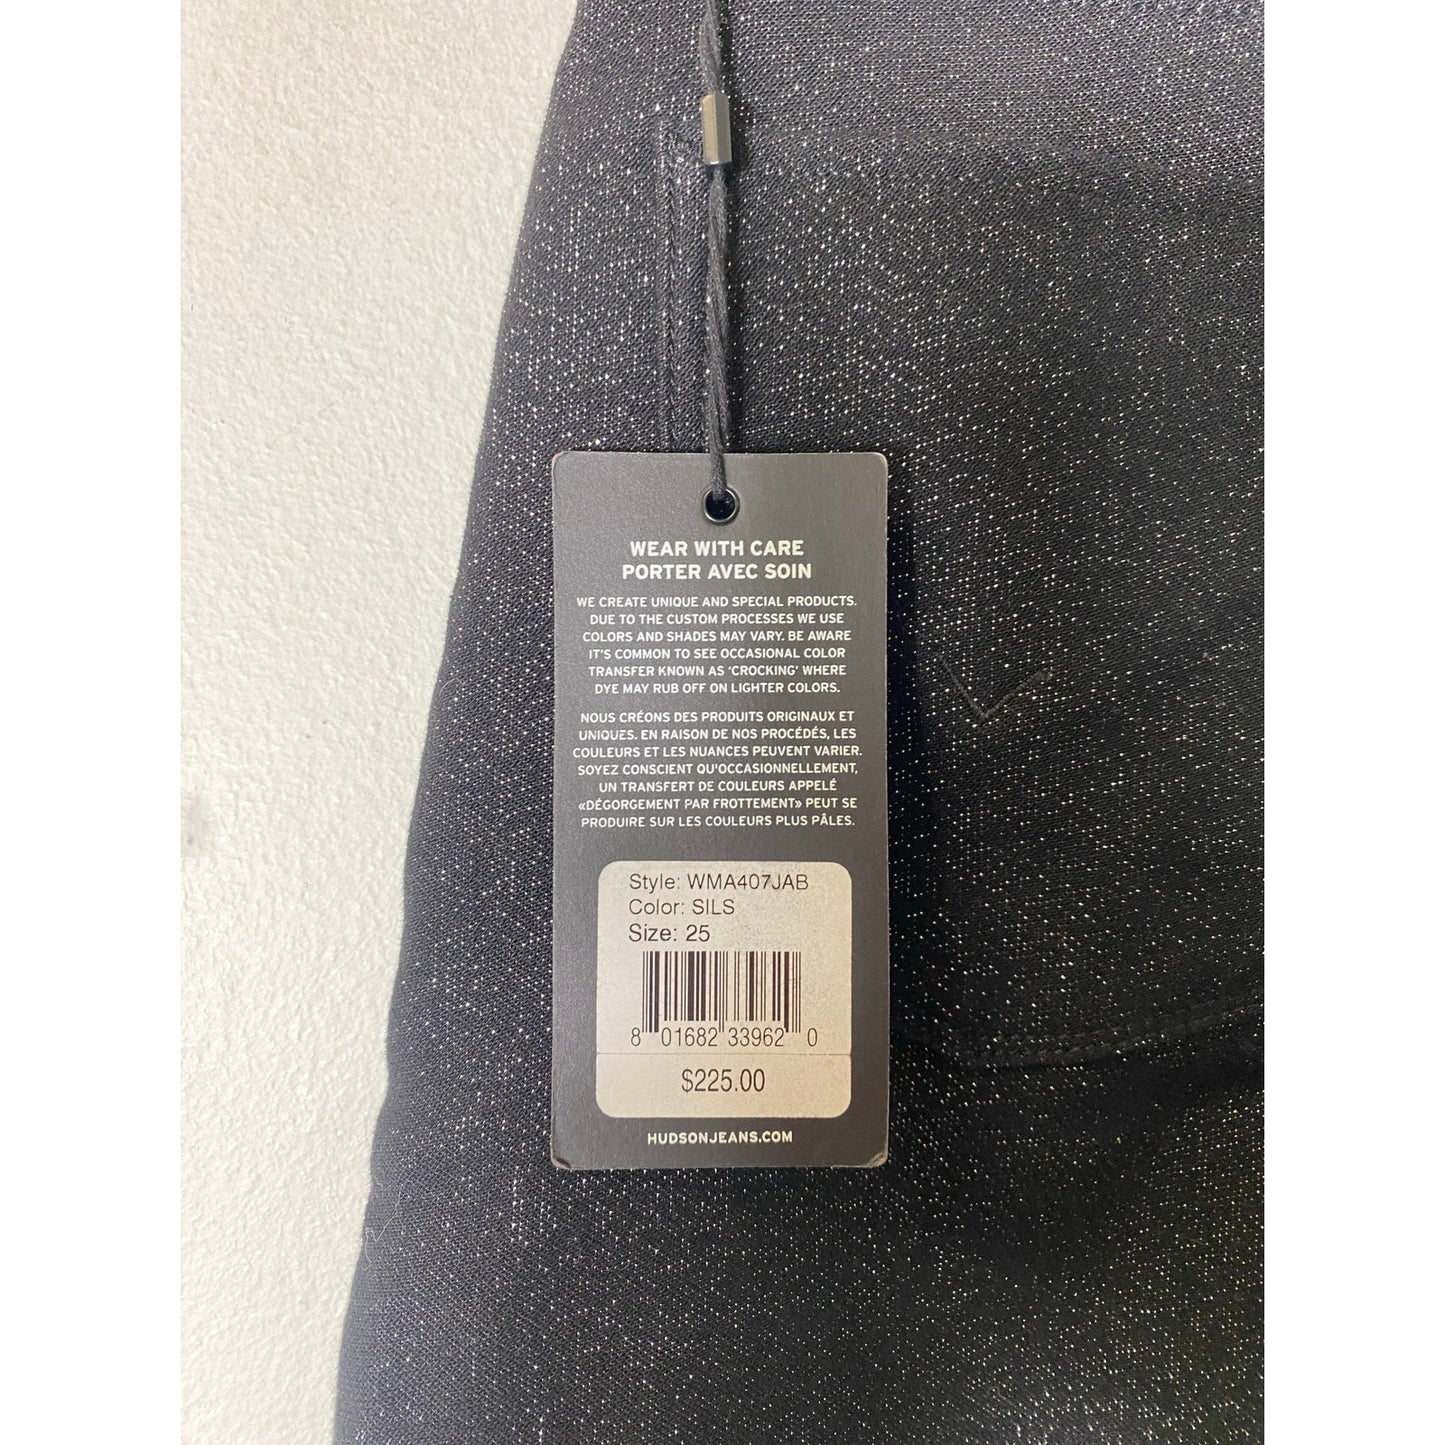 WEAR WITH CARE
PORTER AVEC SOIN
WE CREATE UNIQUE AND SPECIAL PRODUCTS.
DUE TO THE CUSTOM PROCESSES WE USE
COLORS AND SHADES MAY VARY. BE AWARE
IT'S COMMON TO SEE OCCASIONAL COLOR
TRANSFER KNOWN AS 'CROCKING' WHERE
DYE MAY RUB OFF ON LIGHTER COLORS.
NOUS CRÉONS DES PRODUITS ORIGINAUX ET
UNIQUES. EN RAISON DE NOS PROCÉDÉS, LES
COULEURS ET LES NUANCES PEUVENT VARIER.
SOYEZ CONSCIENT QU'OCCASIONNELLEMENT,
UN TRANSFERT DE COULEURS APPELÉ
«DÉGORGEMENT PAR FROTTEMENT» PEUT SE
PRODUIRE SUR LES COULEURS PLUS PÂLES.
Style: WMA407JAB
Color: SILS
Size: 25
8 01682 33962 0
$225.00
HUDSONJEANS.COM